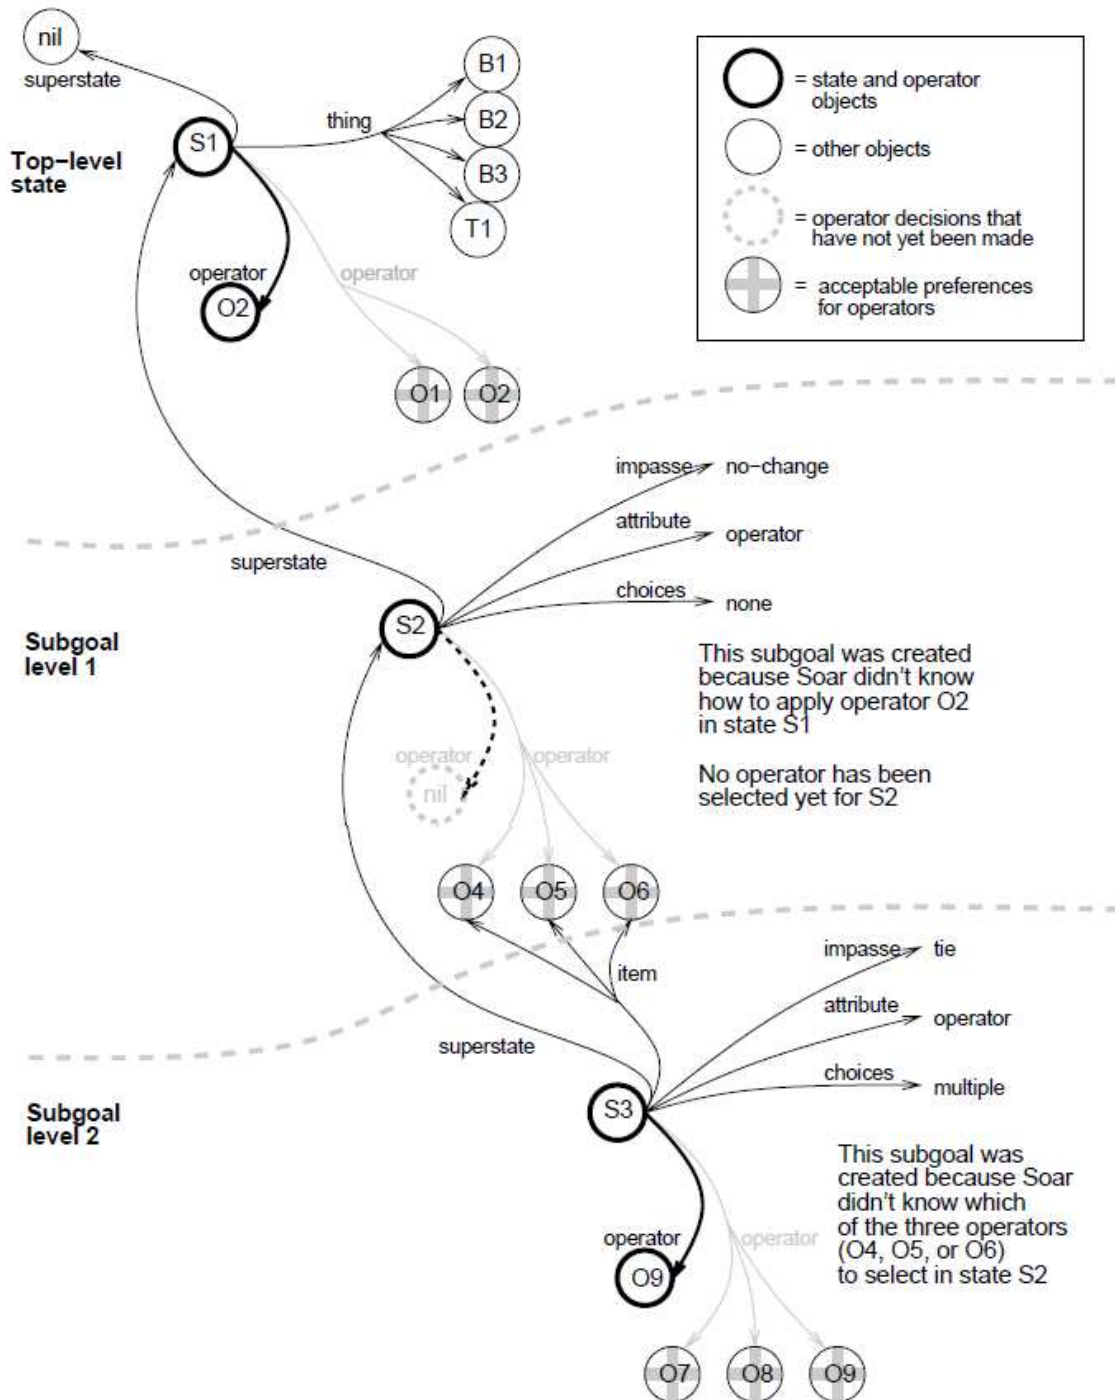 nil
superstate
S1
thing
B1
B2
B3
T1
Top-level
state
operator
O2
operator
O1
O2
= state and operator
objects
= other objects
= operator decisions that
have not yet been made
= acceptable preferences
for operators
impasse
no-change
attribute
operator
choices
none
superstate
S2
Subgoal
level 1
This subgoal was created
because Soar didn't know
how to apply operator O2
in state S1
No operator has been
selected yet for S2
operator
nil
operator
O4
O5
O6
item
impasse
tie
attribute
operator
choices
multiple
superstate
S3
Subgoal
level 2
This subgoal was
created because Soar
didn't know which
of the three operators
(O4, O5, or O6)
to select in state S2
operator
O9
operator
O7
O8
O9